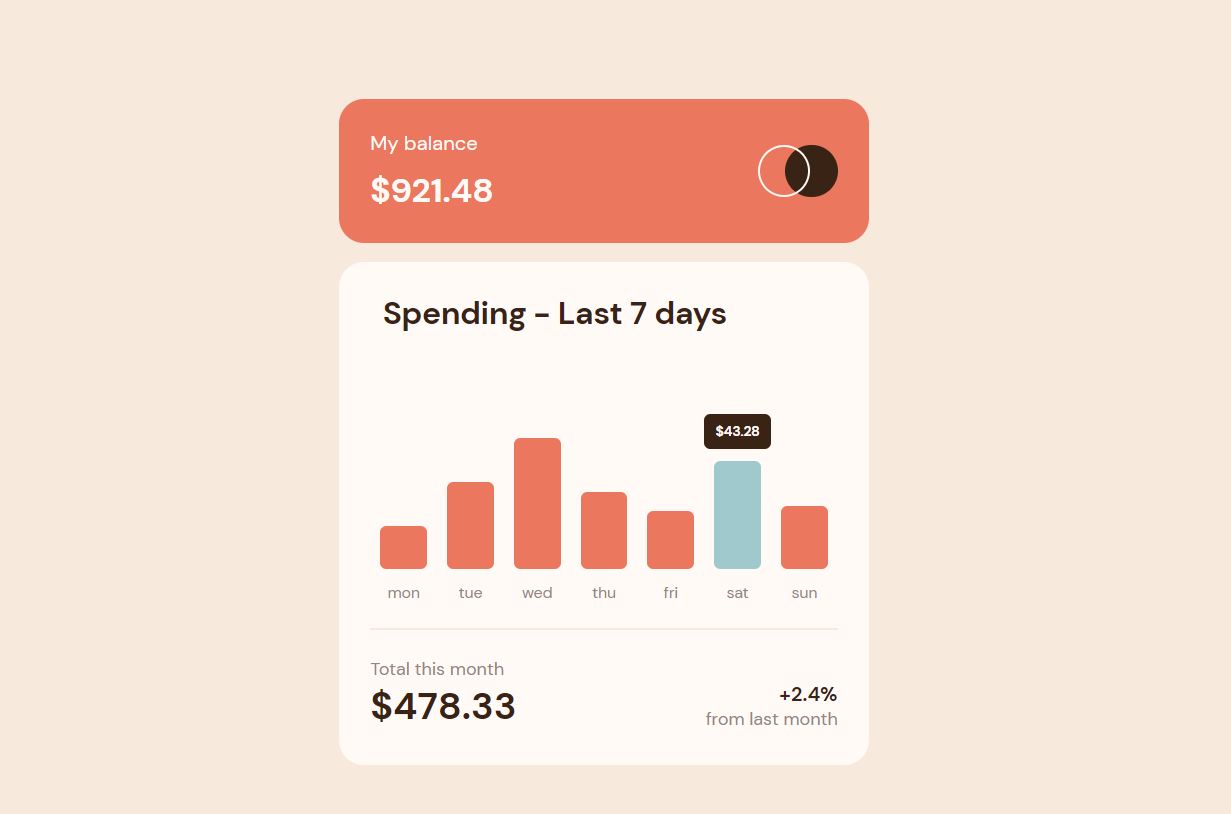 My balance
$921.48
Spending - Last 7 days
$43.28
mon tue wed thu fri sat sun
Total this month
$478.33
+2.4%
from last month